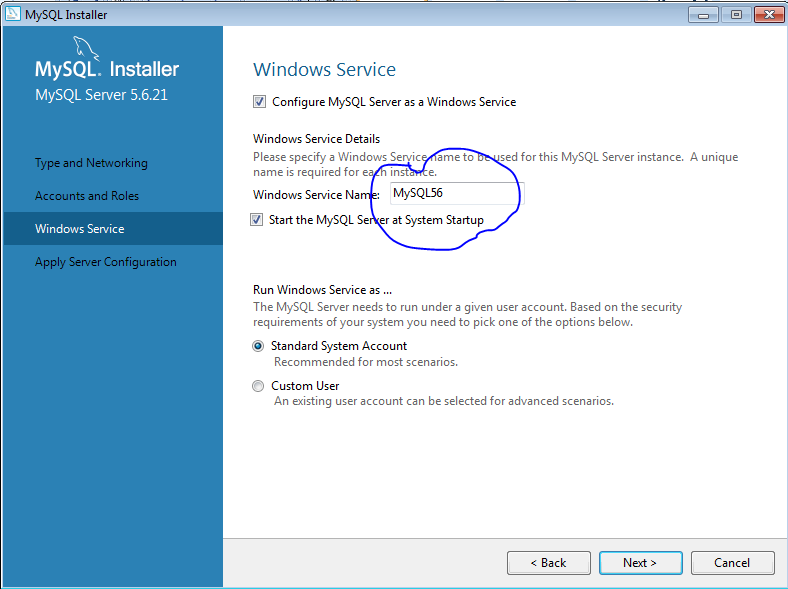 MySQL Installer
MySQL. Installer
MySQL Server 5.6.21
Type and Networking
Accounts and Roles
Windows Service
Apply Server Configuration
Windows Service
Configure MySQL Server as a Windows Service
Windows Service Details
Please specify a Windows Service name to be used for this MySQL Server instance. A unique
name is required for each instance.
Windows Service Name: MySQL56
Start the MySQL Server at System Startup
Run Windows Service as ...
The MySQL Server needs to run under a given user account. Based on the security
requirements of your system you need to pick one of the options below.
Standard System Account
Recommended for most scenarios.
Custom User
An existing user account can be selected for advanced scenarios.
< Back Next > Cancel